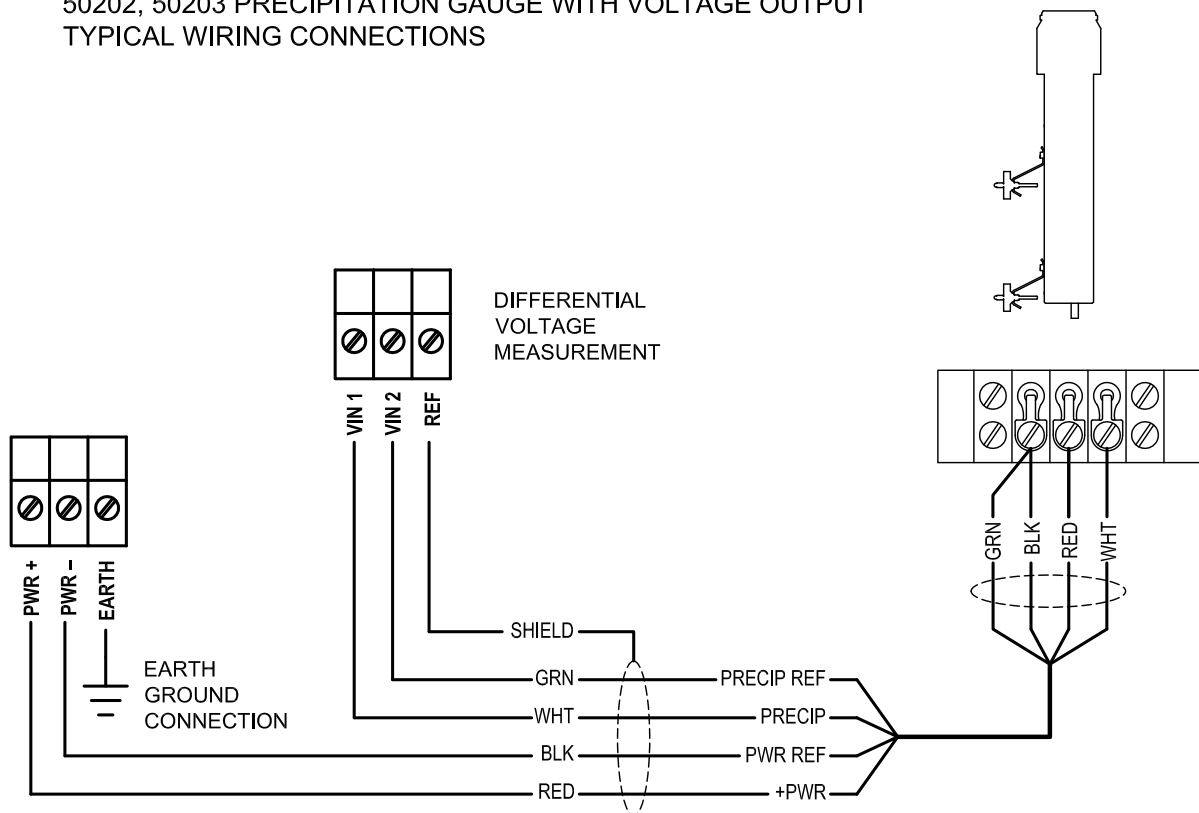 50202, 50203 PRECIPITATION GAUGE WITH VOLTAGE OUTPUT
TYPICAL WIRING CONNECTIONS
DIFFERENTIAL
VOLTAGE
MEASUREMENT
VIN 1
VIN 2
REF
PWR +
PWR -
EARTH
EARTH
GROUND
CONNECTION
GRN
BLK
RED
WHT
SHIELD
GRN PRECIP REF
WHT PRECIP
BLK PWR REF
RED +PWR